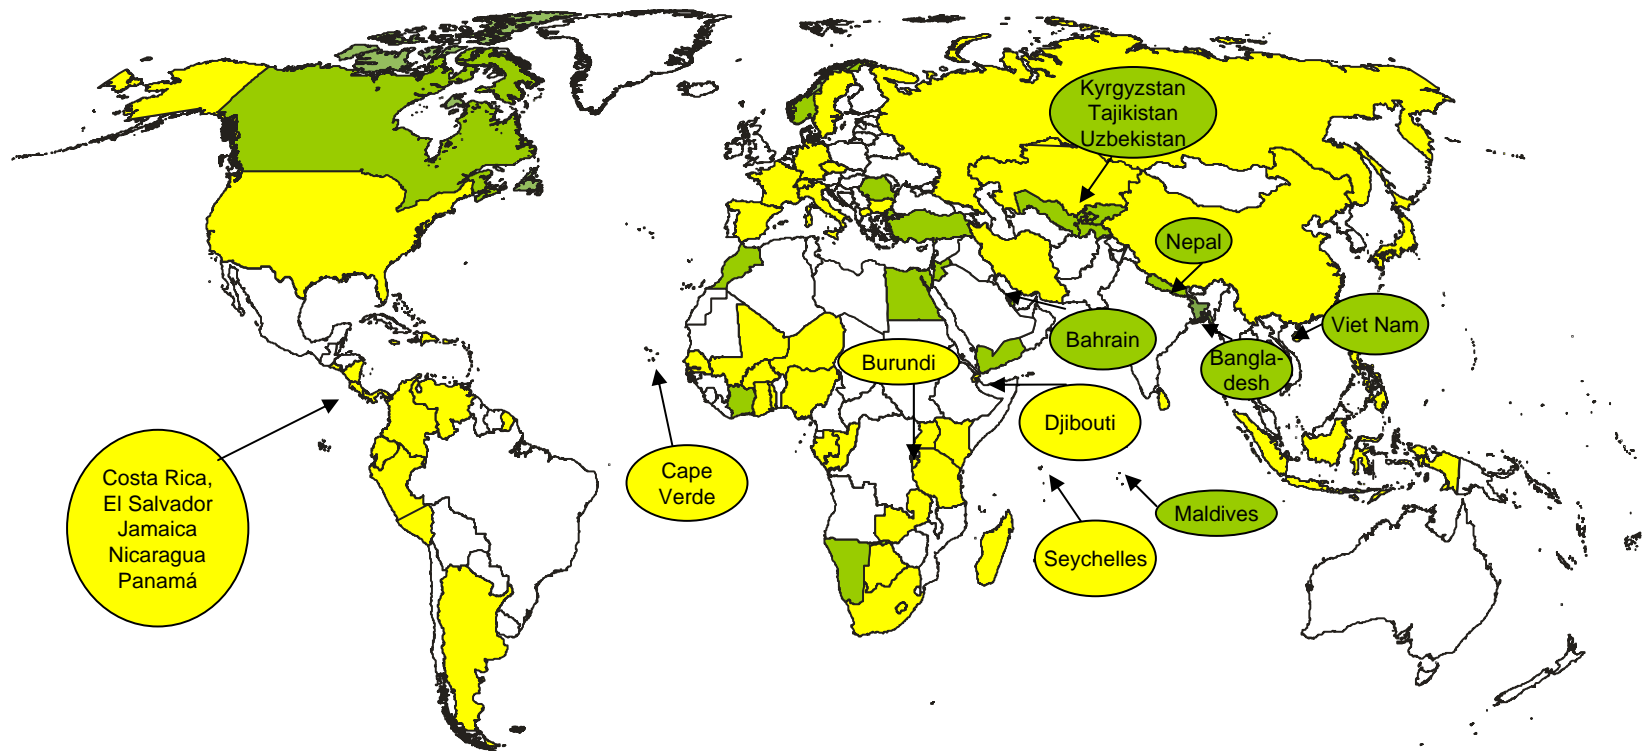 Kyrgyzstan
Tajikistan
Uzbekistan
Nepal
Viet Nam
Bahrain
Bangla-
desh
Burundi
Djibouti
Cape
Verde
Maldives
Seychelles
Costa Rica,
El Salvador
Jamaica
Nicaragua
Panamá